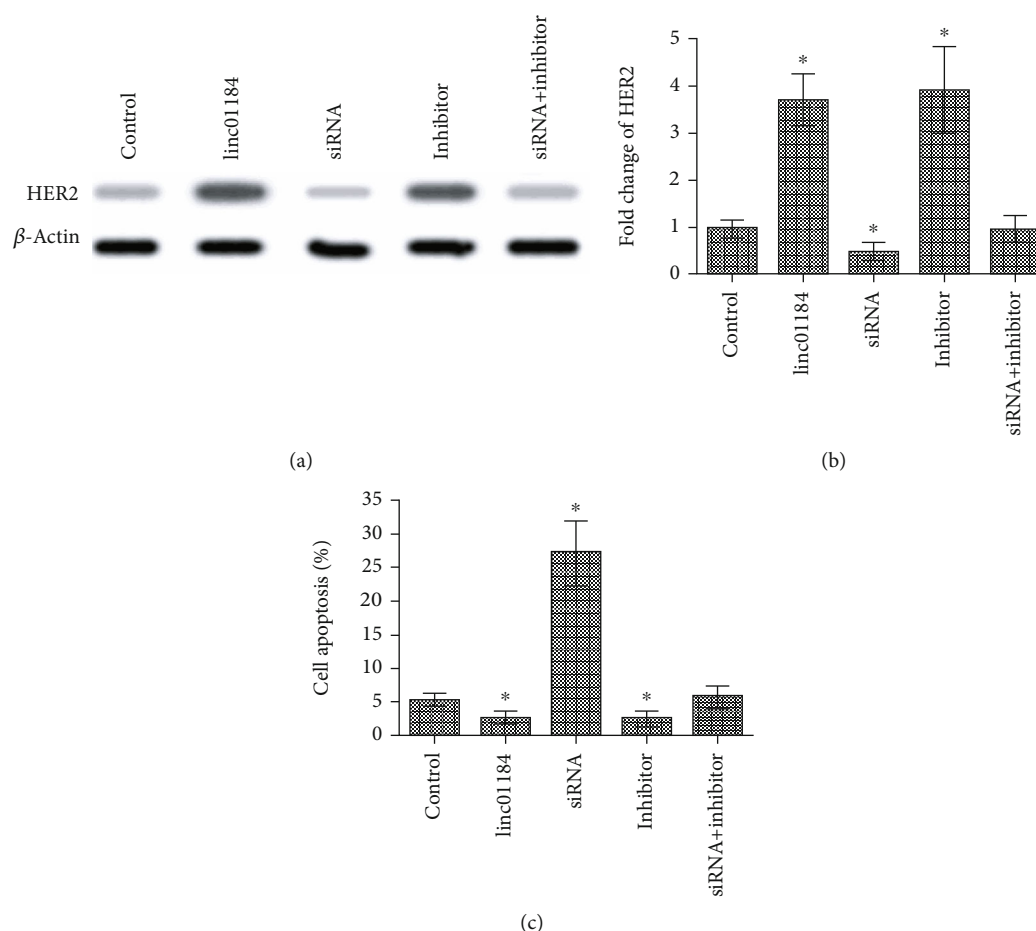 Control
linc01184
siRNA
Inhibitor
siRNA+inhibitor
HER2
β-Actin
(a)
Fold change of HER2
5
4
3
2
1
0
*
*
*
Control
linc01184
siRNA
Inhibitor
siRNA+inhibitor
(b)
Cell apoptosis (%)
35
30
25
20
15
10
5
0
*
*
*
Control
linc01184
siRNA
Inhibitor
siRNA+inhibitor
(c)